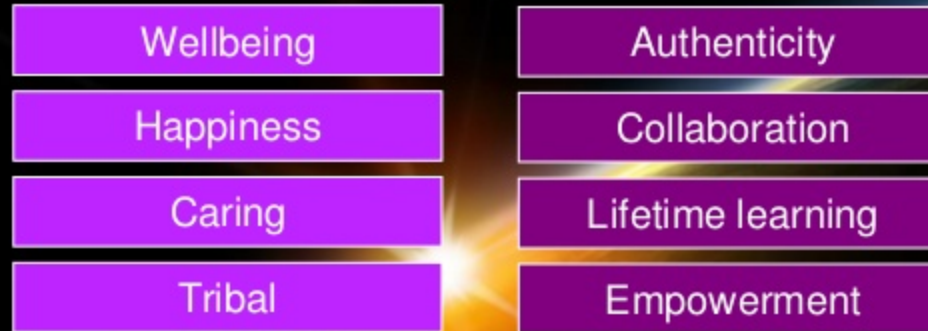 Wellbeing
Authenticity
Happiness
Collaboration
Caring
Lifetime learning
Tribal
Empowerment